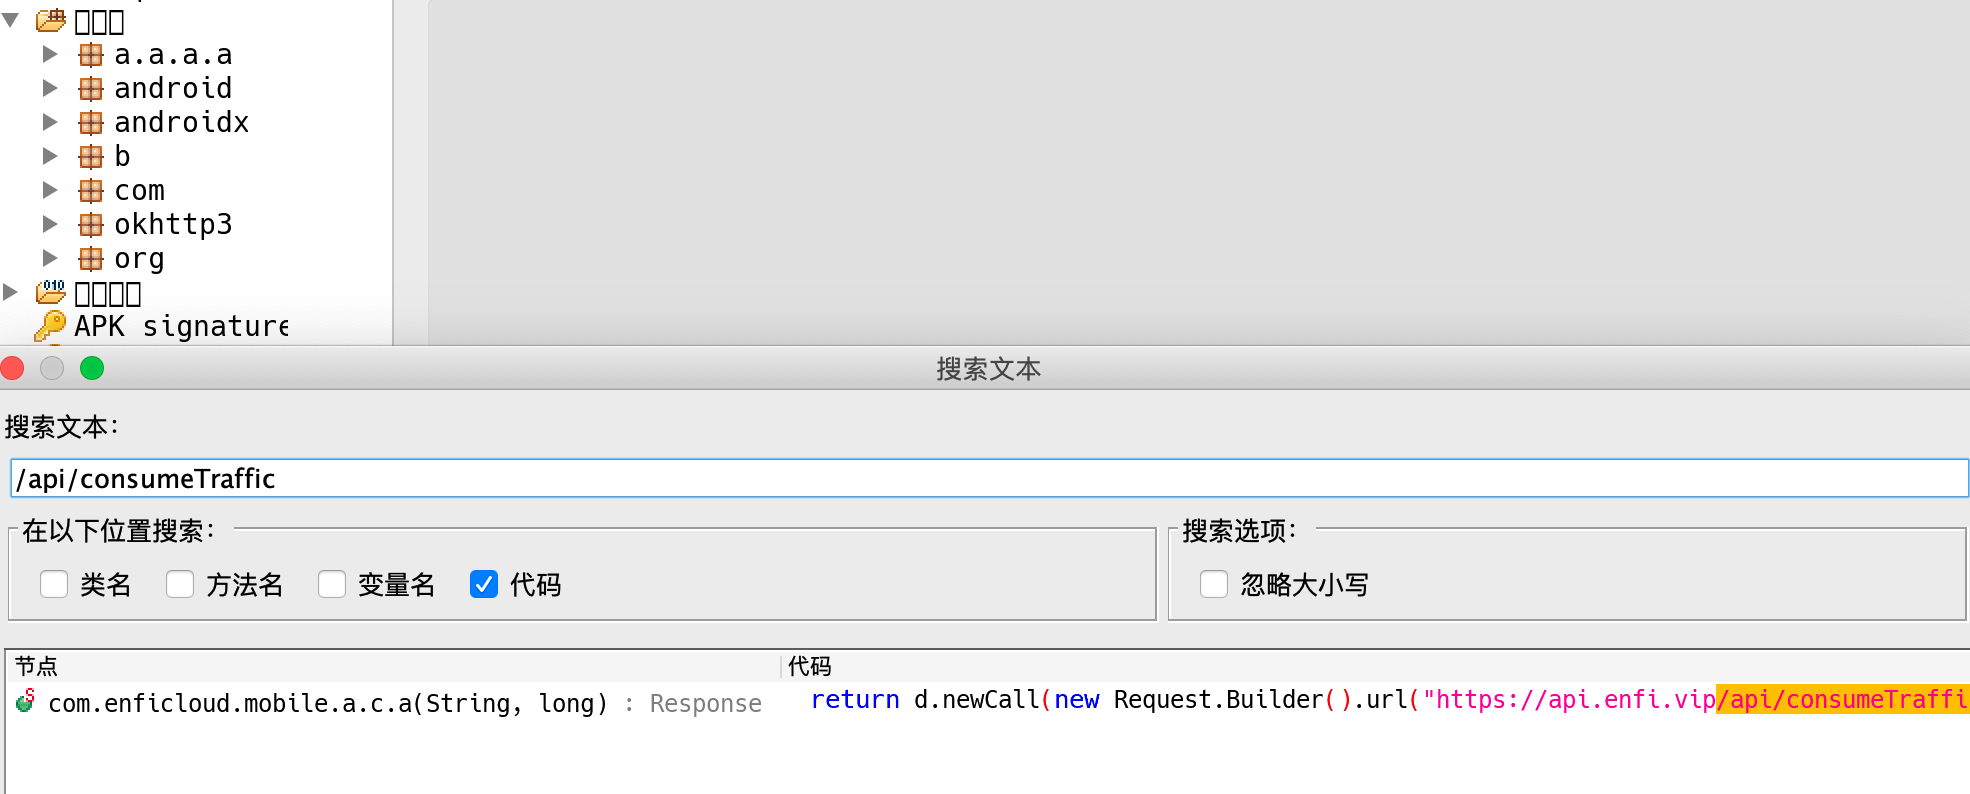 a.a.a.a
android
androidx
b
com
okhttp3
org
APK signature
搜索文本
搜索文本：
/api/consumeTraffic
在以下位置搜索：
搜索选项：
类名 方法名 变量名 代码
忽略大小写
节点 代码
com.enficloud.mobile.a.c.a(String, long) : Response return d.newCall(new Request.Builder().url("https://api.enfi.vip/api/consumeTraffi